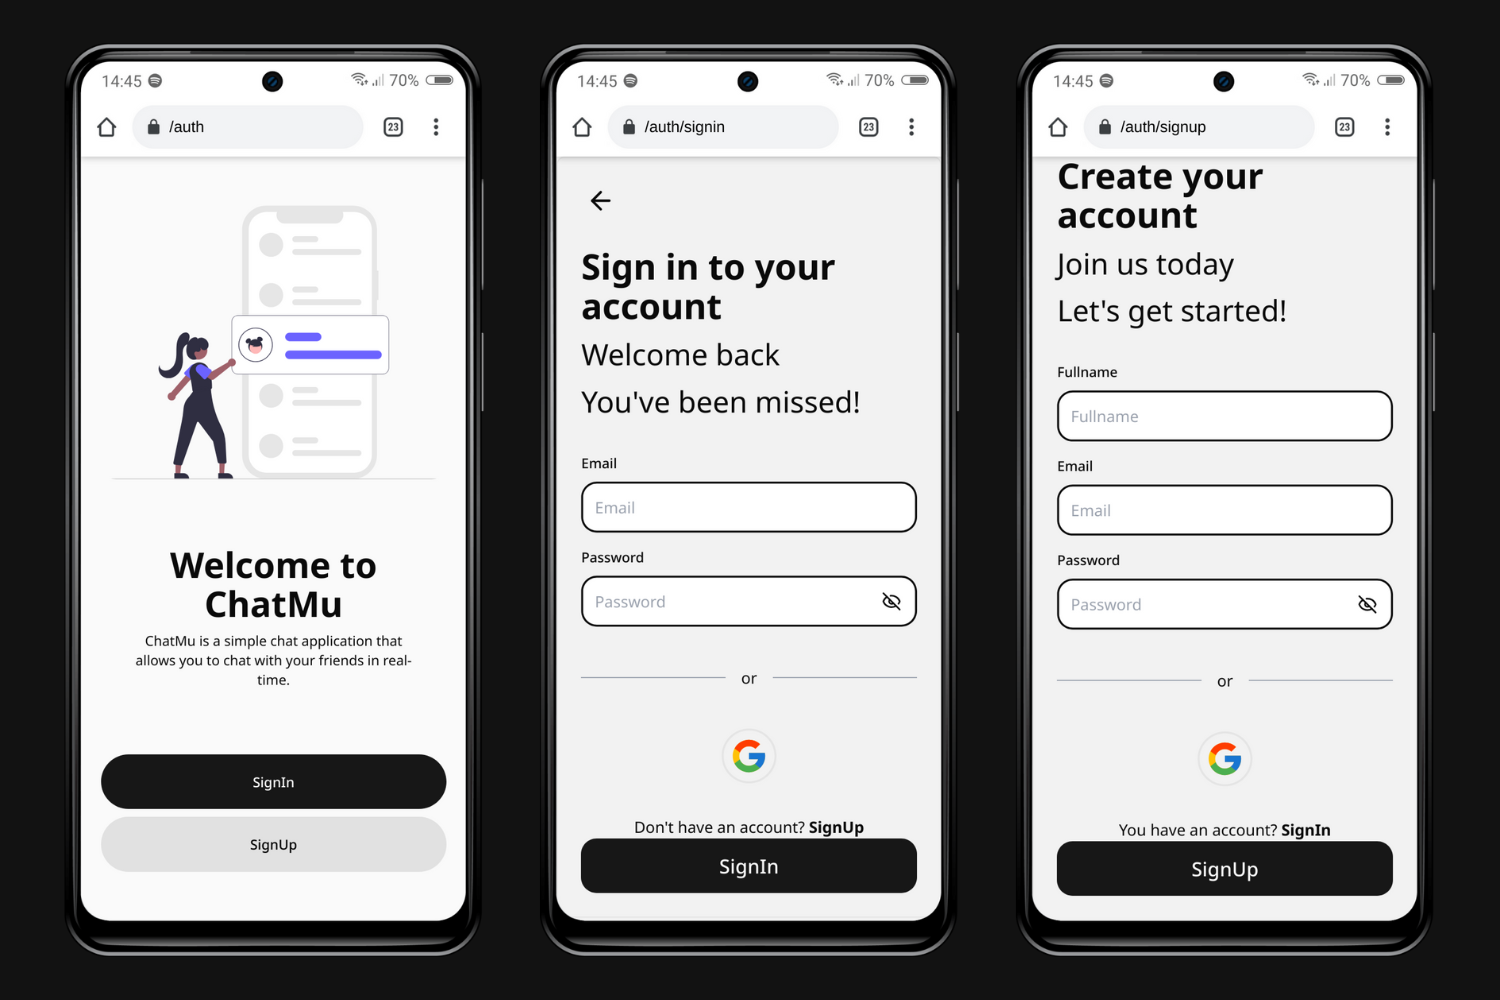 14:45
70%
/auth
23
Welcome to
ChatMu
ChatMu is a simple chat application that
allows you to chat with your friends in real-
time.
SignIn
SignUp
14:45
70%
/auth/signin
23
Sign in to your
account
Welcome back
You've been missed!
Email
Email
Password
Password
or
G
Don't have an account? SignUp
SignIn
14:45
70%
/auth/signup
23
Create your
account
Join us today
Let's get started!
Fullname
Fullname
Email
Email
Password
Password
or
G
You have an account? SignIn
SignUp